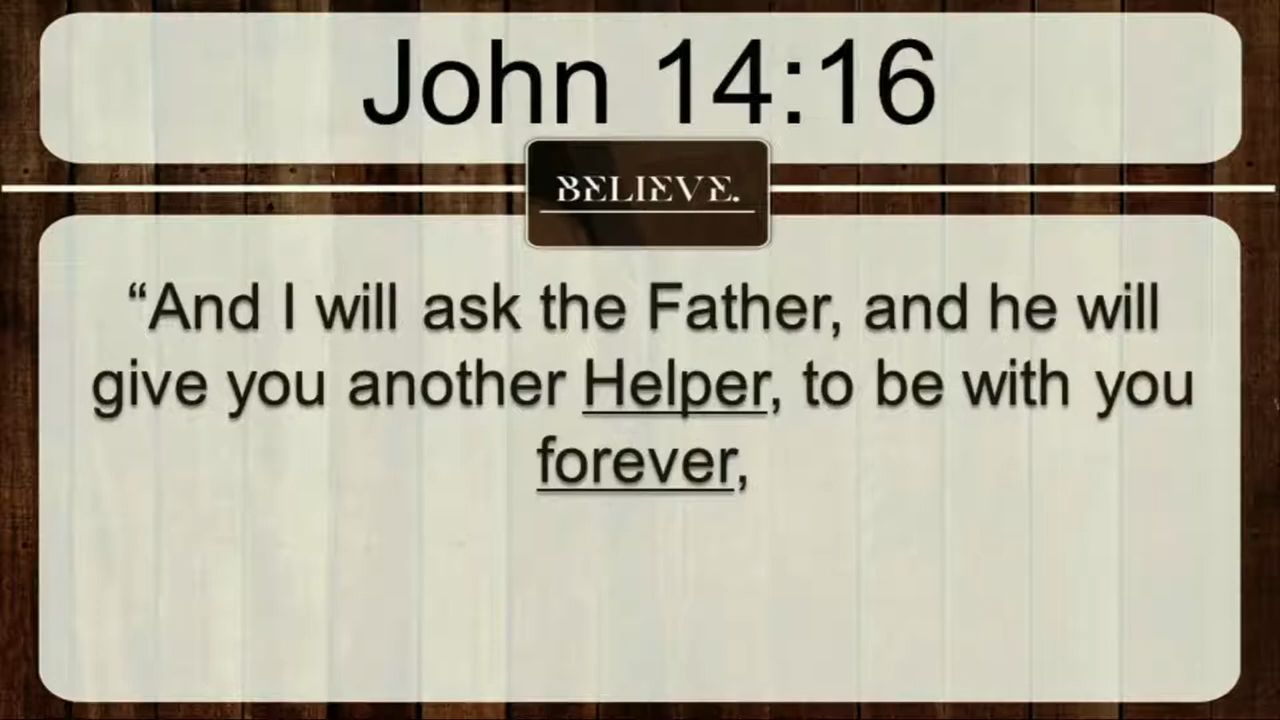 John 14:16
BELIEVE.
“And I will ask the Father, and he will
give you another Helper, to be with you
forever,